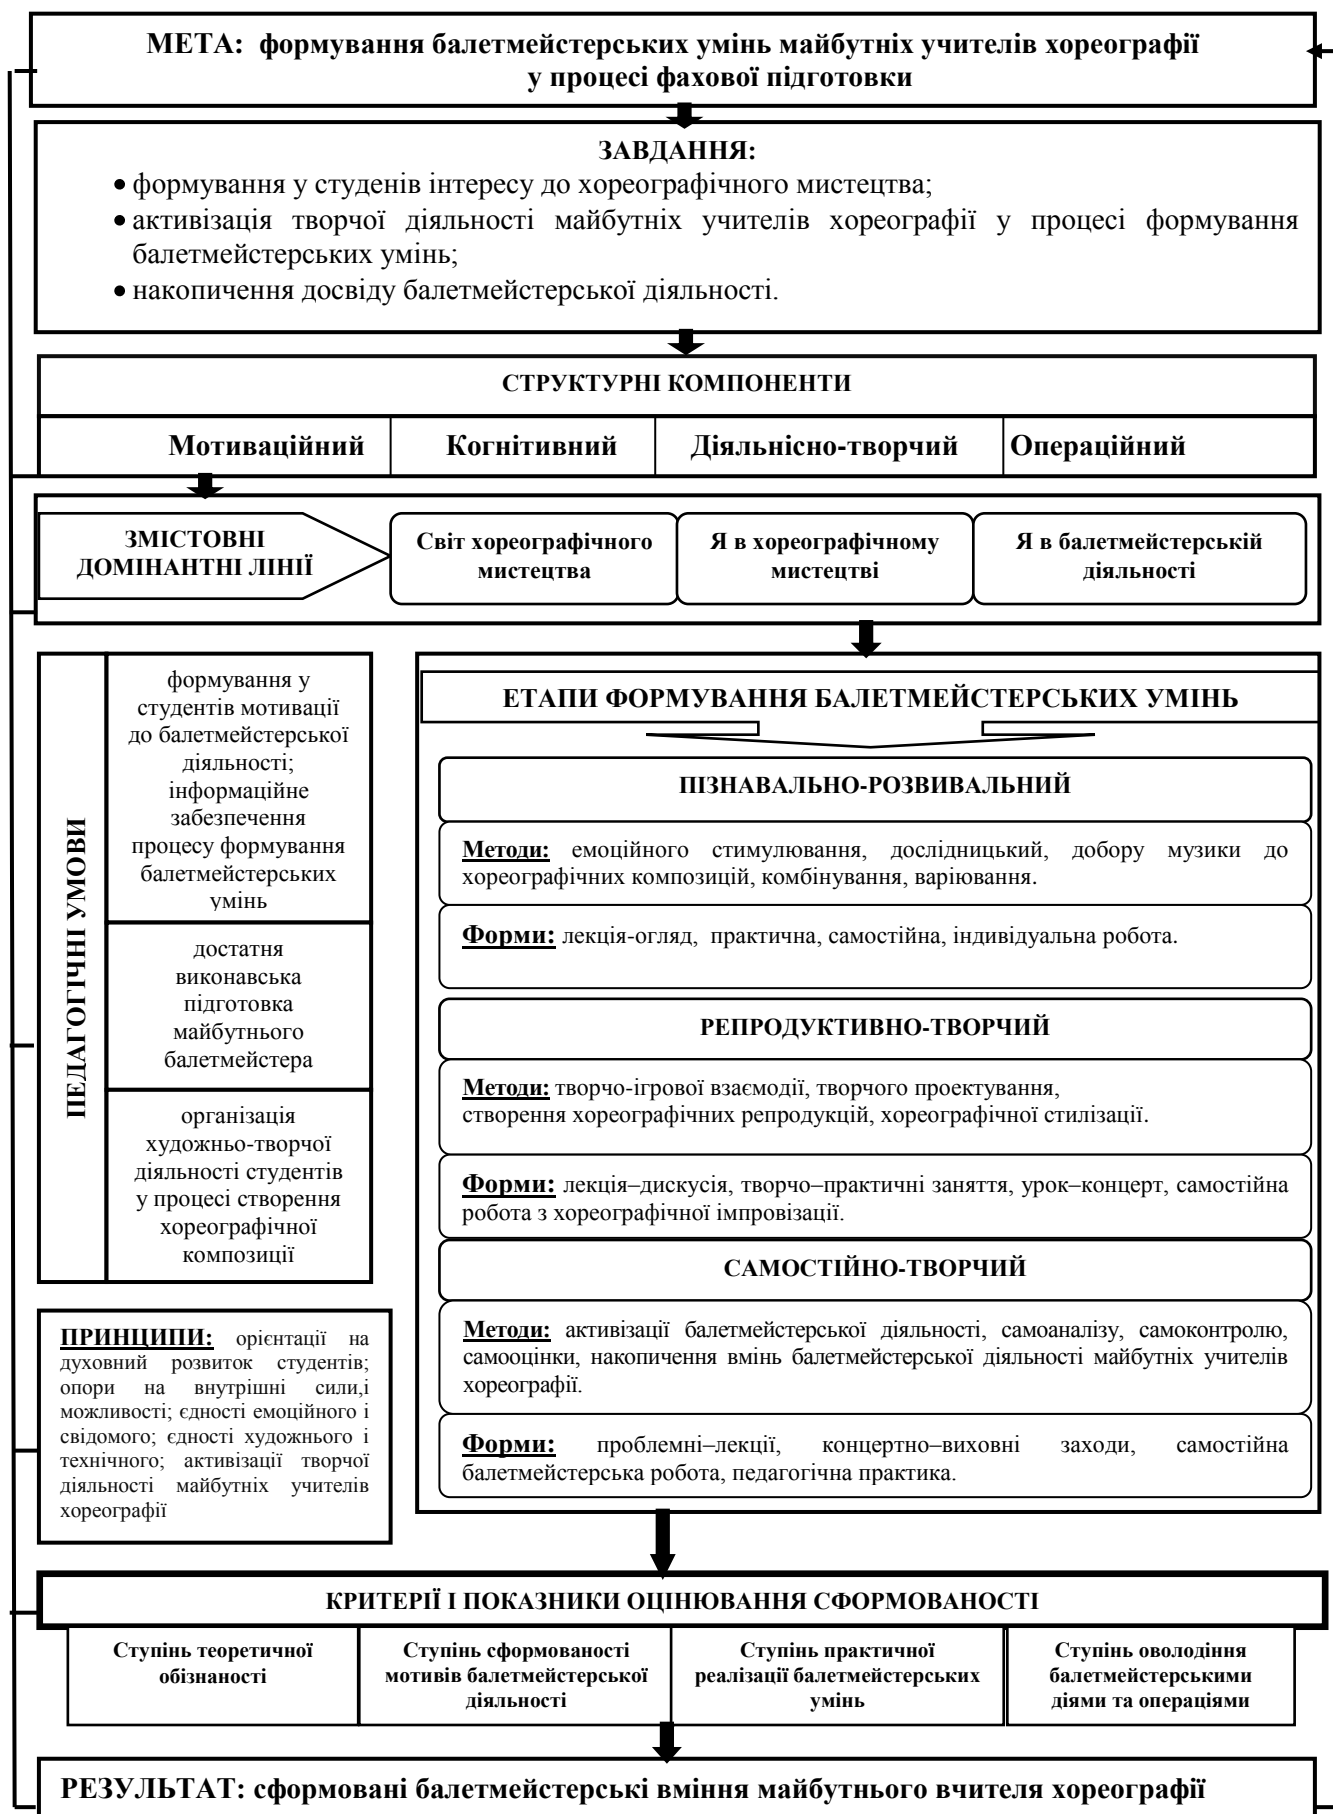 МЕТА: формування балетмейстерських умінь майбутніх учителів хореографії
у процесі фахової підготовки
ЗАВДАННЯ:
• формування у студенів інтересу до хореографічного мистецтва;
• активізація творчої діяльності майбутніх учителів хореографії у процесі формування
балетмейстерських умінь;
• накопичення досвіду балетмейстерської діяльності.
СТРУКТУРНІ КОМПОНЕНТИ
Мотиваційний Когнитивний Діяльнісно-творчий Операційний
ЗМІСТОВНІ
ДОМІНАНТНІ ЛІНІЇ
Світ хореографічного
мистецтва
Я в хореографічному
мистецтві
Я в балетмейстерській
діяльності
ПЕДАГОГІЧНІ УМОВИ
формування у
студентів мотивації
до балетмейстерської
діяльності;
інформаційне
забезпечення
процесу формування
балетмейстерських
умінь
достатня
виконавська
підготовка
майбутнього
балетмейстера
організація
художньо-творчої
діяльності студентів
у процесі створення
хореографічної
композиції
ПРИНЦИПИ: орієнтації на
духовний розвиток студентів;
опори на внутрішні сили,і
можливості; єдності емоційного і
свідомого; єдності художнього і
технічного; активізації творчої
діяльності майбутніх учителів
хореографії
ЕТАПИ ФОРМУВАННЯ БАЛЕТМЕЙСТЕРСЬКИХ УМІНЬ
ПІЗНАВАЛЬНО-РОЗВИВАЛЬНИЙ
Методи: емоційного стимулювання, дослідницький, добору музики до
хореографічних композицій, комбінування, варіювання.
Форми: лекція-огляд, практична, самостійна, індивідуальна робота.
РЕПРОДУКТИВНО-ТВОРЧИЙ
Методи: творчо-ігрової взаємодії, творчого проектування,
створення хореографічних репродукцій, хореографічної стилізації.
Форми: лекція–дискусія, творчо–практичні заняття, урок–концерт, самостійна
робота з хореографічної імпровізації.
САМОСТІЙНО-ТВОРЧИЙ
Методи: активізації балетмейстерської діяльності, самоаналізу, самоконтролю,
самооцінки, накопичення вмінь балетмейстерської діяльності майбутніх учителів
хореографії.
Форми: проблемні–лекції, концертно–виховні заходи, самостійна
балетмейстерська робота, педагогічна практика.
КРИТЕРІЇ І ПОКАЗНИКИ ОЦІНЮВАННЯ СФОРМОВАНОСТІ
Ступінь теоретичної
обізнаності
Ступінь сформованості
мотивів балетмейстерської
діяльності
Ступінь практичної
реалізації балетмейстерських
умінь
Ступінь оволодіння
балетмейстерськими
діями та операціями
РЕЗУЛЬТАТ: сформовані балетмейстерські вміння майбутнього вчителя хореографії